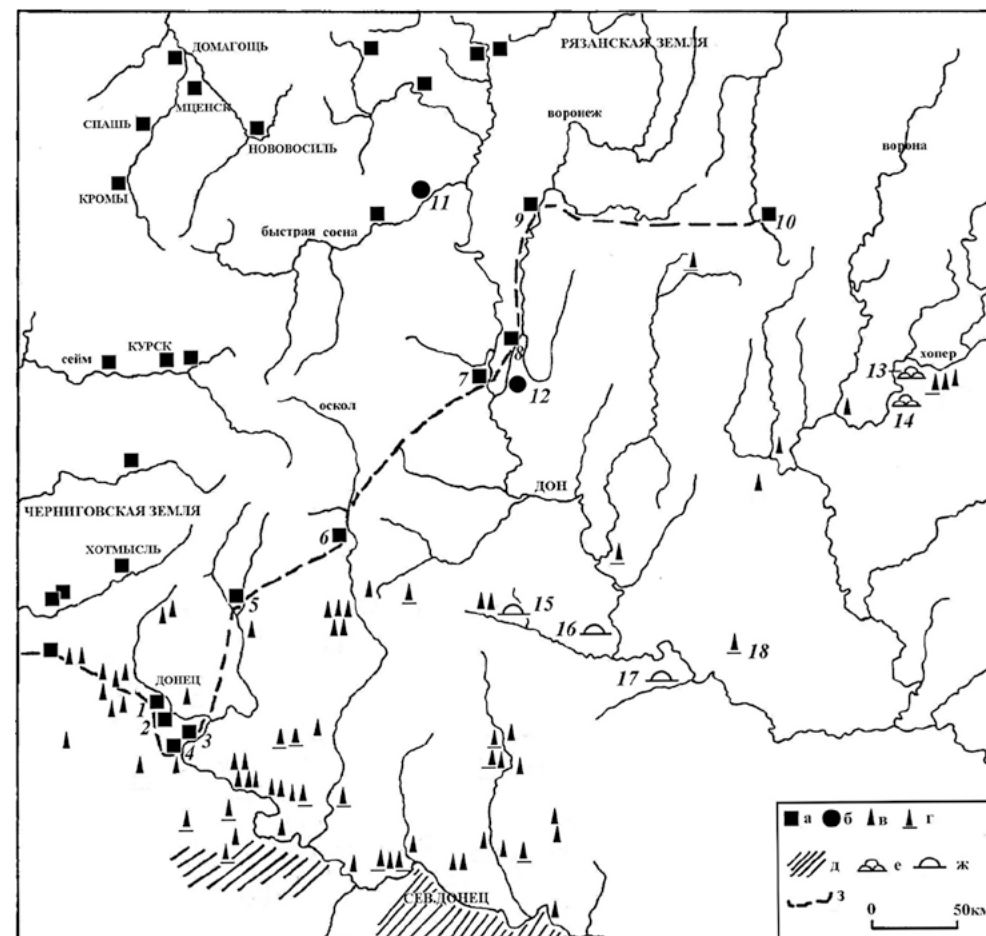 ДОМАГОЩЬ
РЯЗАНСКАЯ ЗЕМЛЯ
МЦЕНСК
воронеж
СПАШЬ
НОВОВОСИЛЬ
ворона
КРОМЫ
11
9
10
быстрая сосна
КУРСК
8
сейм
7
хопер
13
12
14
оскол
ДОН
ЧЕРНИГОВСКАЯ ЗЕМЛЯ
6
ХОТМЫСЛЬ
5
15
16
18
17
ДОНЕЦ
1
2
3
4
а б в г
д е ж
з 0 50км
СЕВ.ДОНЕЦ